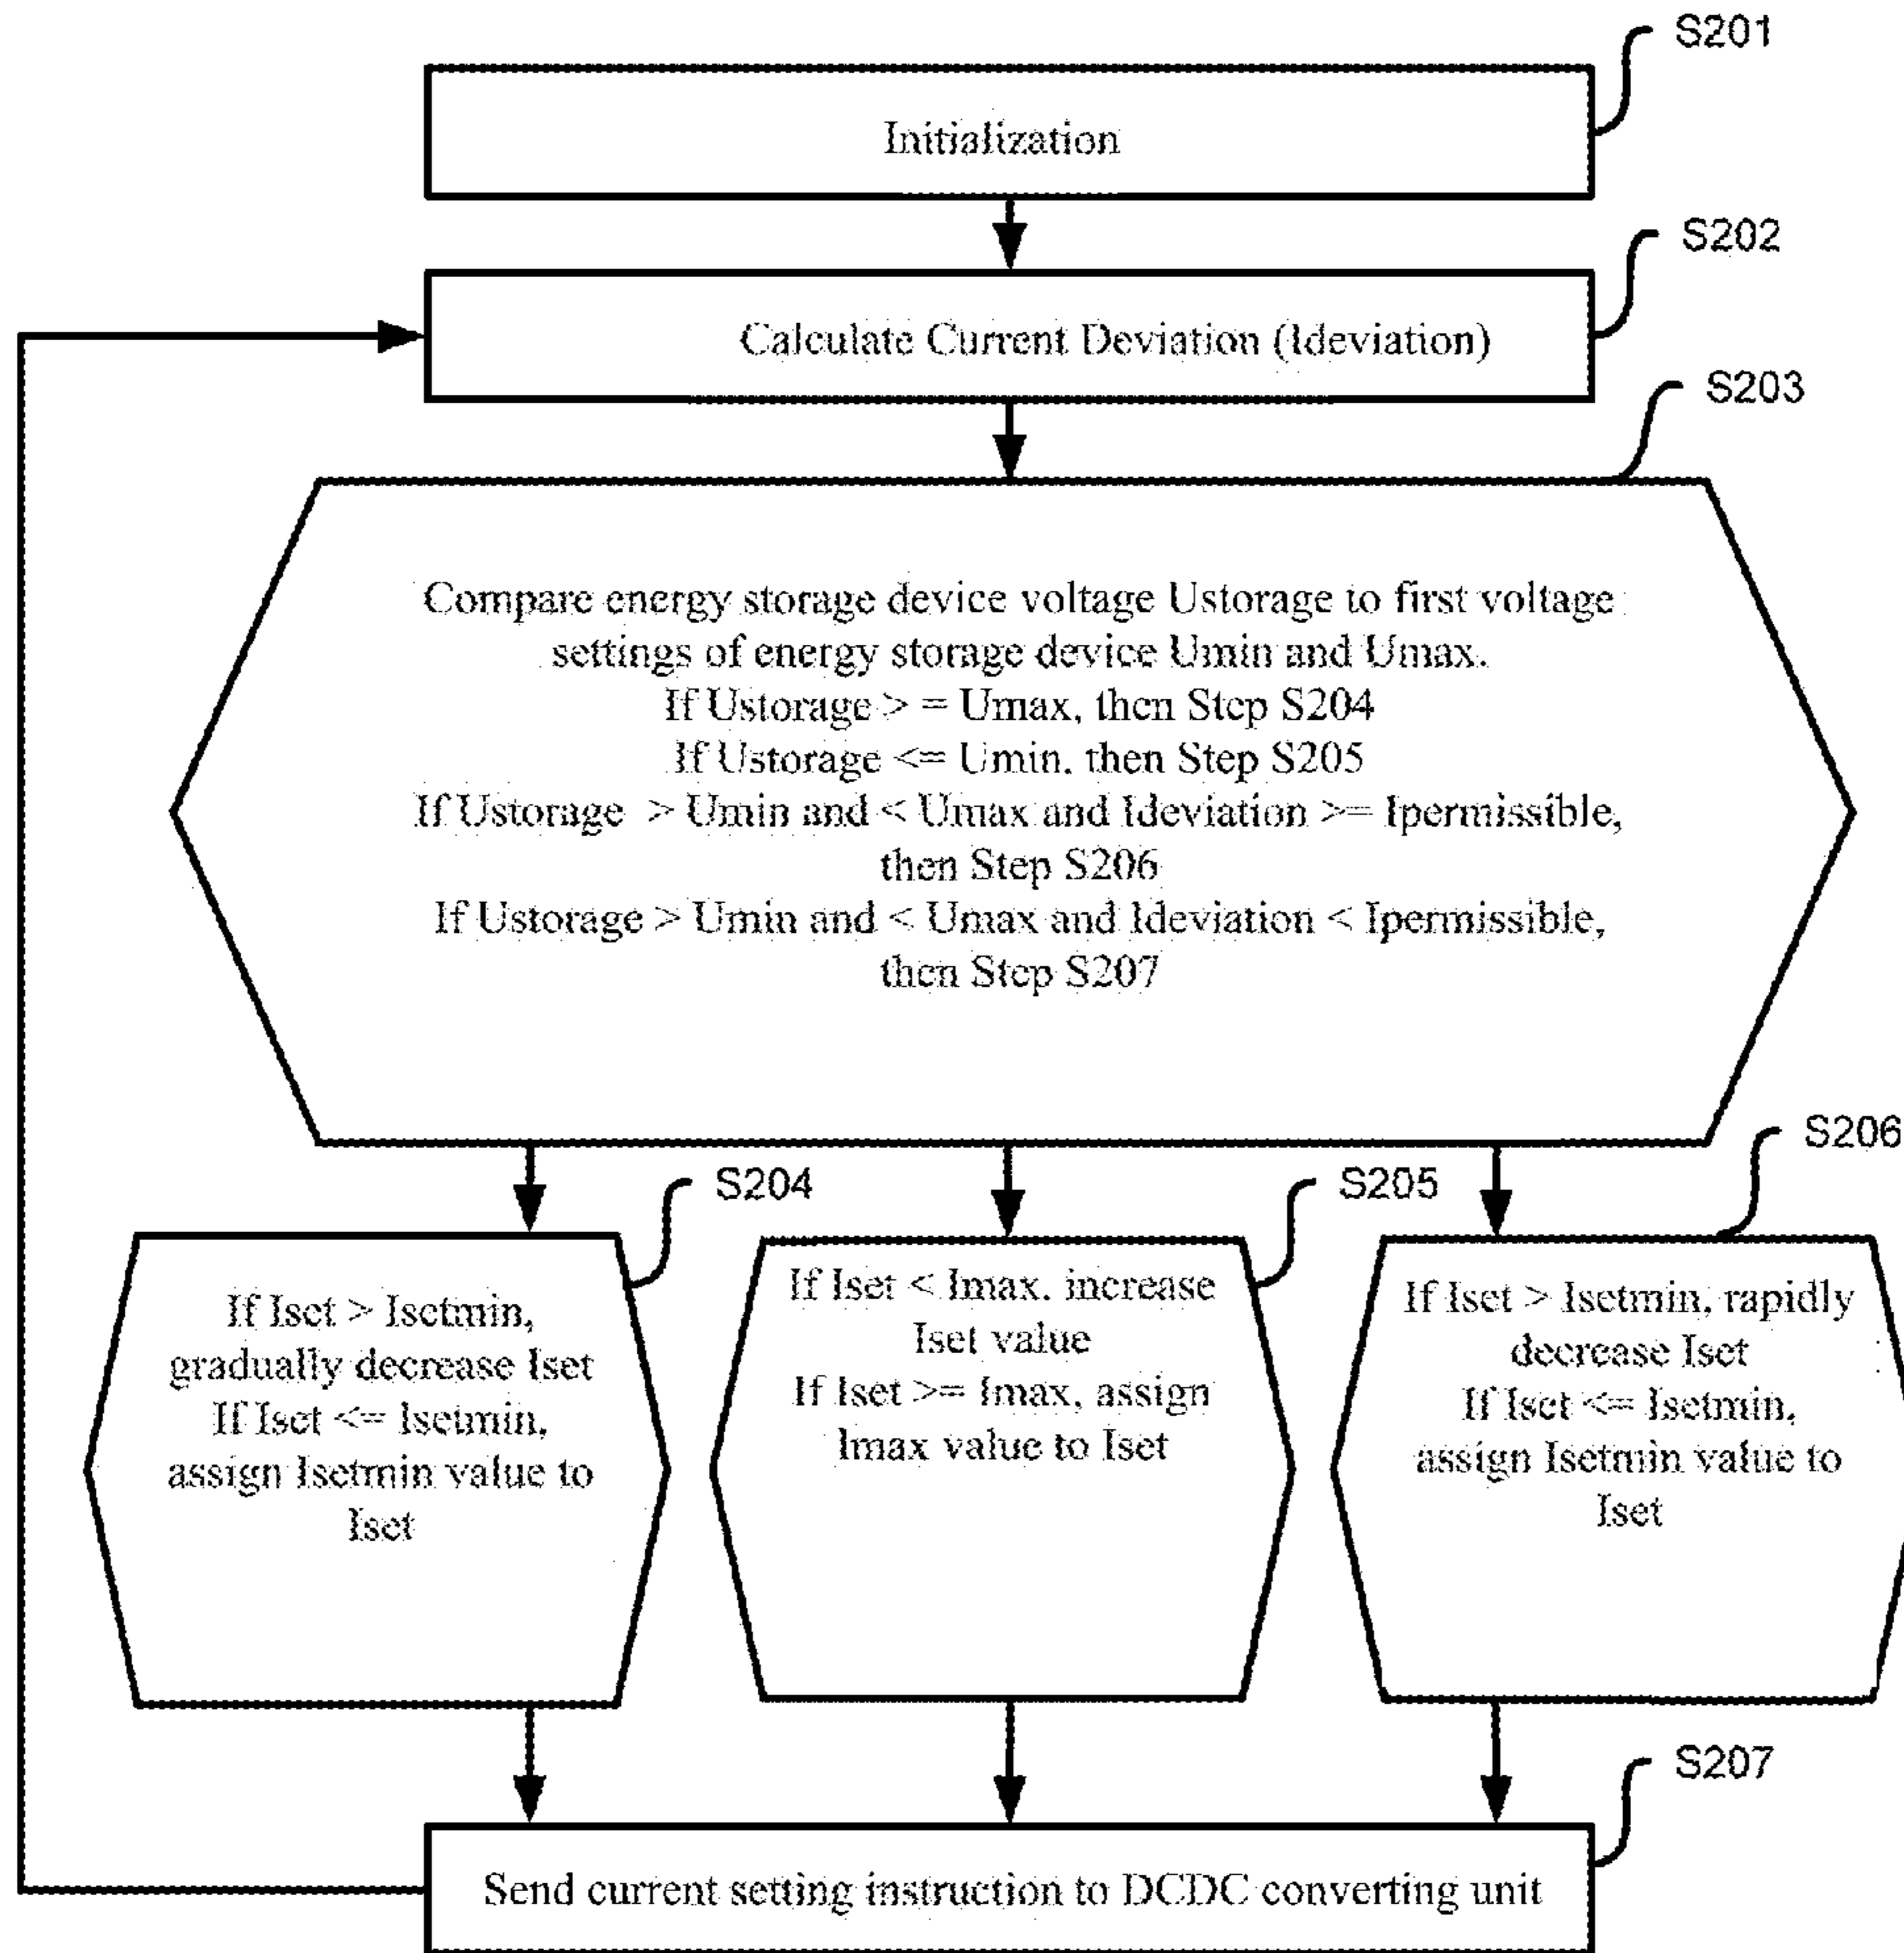 S201
Initialization
S202
Calculate Current Deviation (Ideviation)
S203
Compare energy storage device voltage Ustorage to first voltage
settings of energy storage device Umin and Umax.
If Ustorage > = Umax, then Step S204
If Ustorage <= Umin, then Step S205
If Ustorage > Umin and < Umax and Ideviation >= Ipermissible,
then Step S206
If Ustorage > Umin and < Umax and Ideviation < Ipermissible,
then Step S207
S204
If Iset > Isetmin,
gradually decrease Iset
If Iset <= Isetmin,
assign Isetmin value to
Iset
S205
If Iset < Imax, increase
Iset value
If Iset >= Imax, assign
Imax value to Iset
S206
If Iset > Isetmin, rapidly
decrease Iset
If Iset <= Isetmin,
assign Isetmin value to
Iset
S207
Send current setting instruction to DCDC converting unit